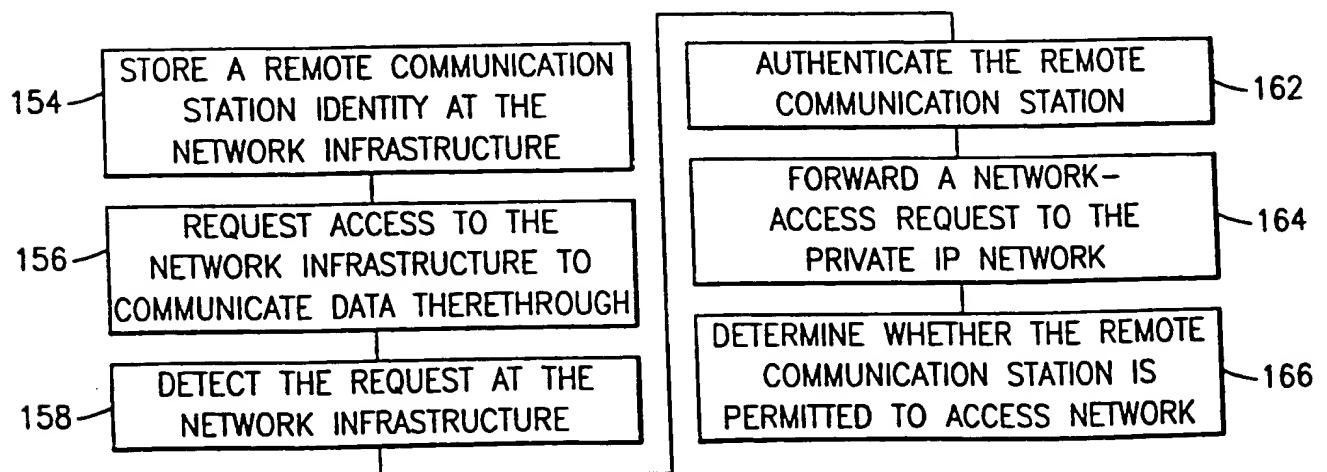 154
STORE A REMOTE COMMUNICATION
STATION IDENTITY AT THE
NETWORK INFRASTRUCTURE
156
REQUEST ACCESS TO THE
NETWORK INFRASTRUCTURE TO
COMMUNICATE DATA THERETHROUGH
158
DETECT THE REQUEST AT THE
NETWORK INFRASTRUCTURE
AUTHENTICATE THE REMOTE
COMMUNICATION STATION
162
FORWARD A NETWORK-
ACCESS REQUEST TO THE
PRIVATE IP NETWORK
164
DETERMINE WHETHER THE REMOTE
COMMUNICATION STATION IS
PERMITTED TO ACCESS NETWORK
166